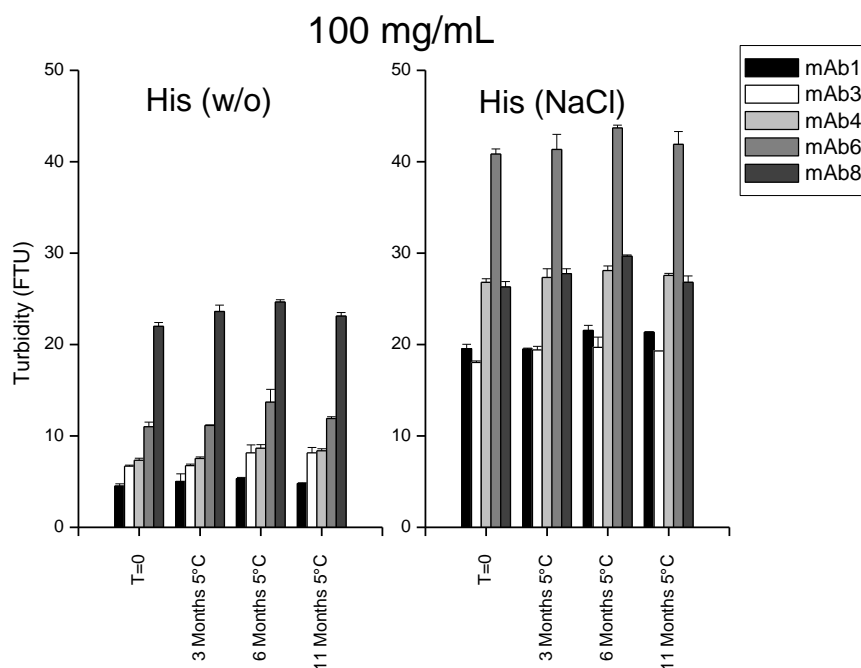 100 mg/mL
His (w/o)
His (NaCl)
mAb1
mAb3
mAb4
mAb6
mAb8
Turbidity (FTU)
50
40
30
20
10
0
T=0
3 Months 5°C
6 Months 5°C
11 Months 5°C
50
40
30
20
10
0
T=0
3 Months 5°C
6 Months 5°C
11 Months 5°C